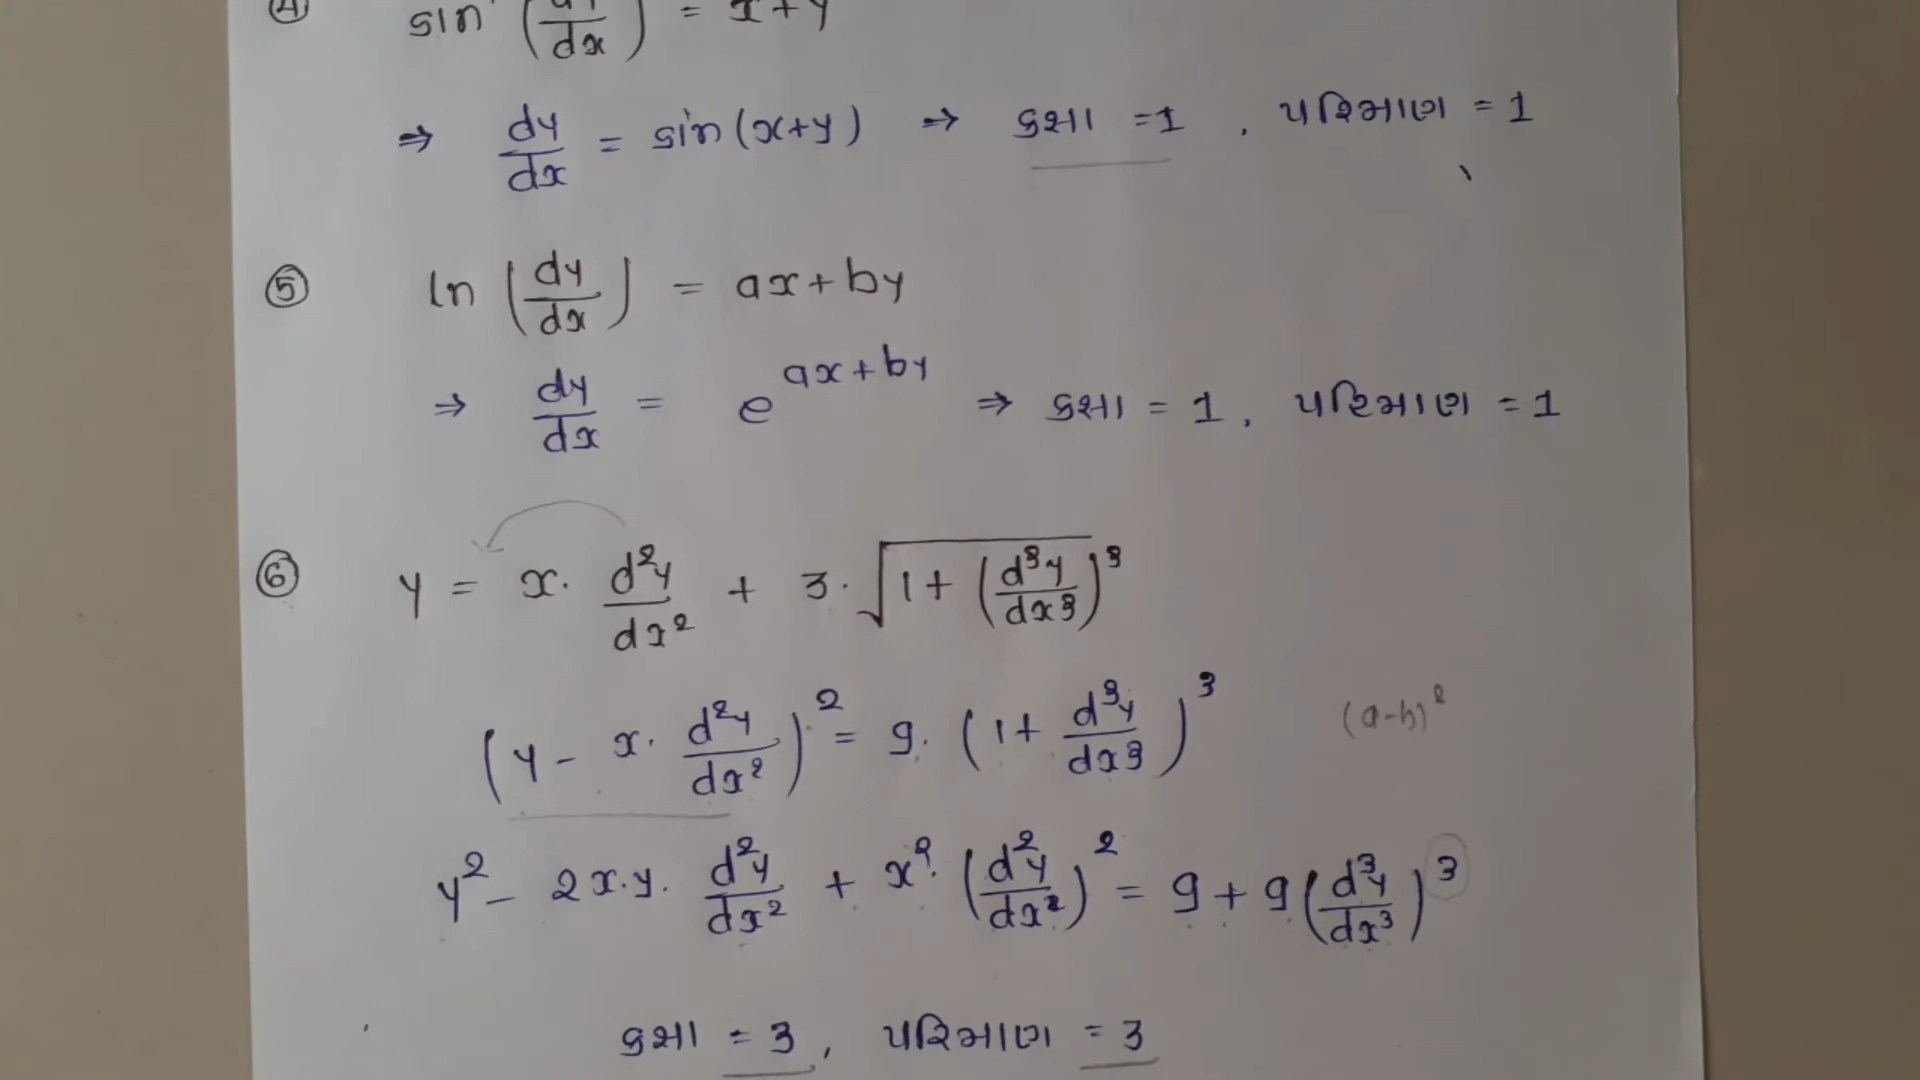 ④ sin⁻¹ (dy/dx) = x+y
⇒ dy/dx = sin(x+y) ⇒ કક્ષા = 1 , પરિમાણ = 1
⑤ ln (dy/dx) = ax+by
⇒ dy/dx = e^(ax+by) ⇒ કક્ષા = 1, પરિમાણ = 1
⑥ y = x. d²y/dx² + 3.√1+(d³y/dx³)³
(y - x. d²y/dx²)² = 9. (1+ d³y/dx³)³ (a-b)²
y² - 2x.y. d²y/dx² + x². (d²y/dx²)² = 9 + 9(d³y/dx³)³
કક્ષા = 3, પરિમાણ = 3